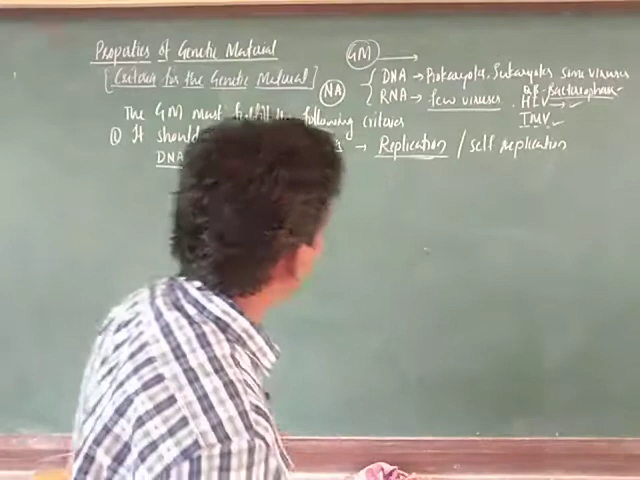 Properties of Genetic Material
[Criteria for the Genetic Material]
GM →
NA
DNA → Prokaryotes, Eukaryotes some viruses
RNA → few viruses
Bacteriophage
HIV → ✓
TMV ✓
The GM must fulfill following criteria
① It should → Replication / self replication
DNA